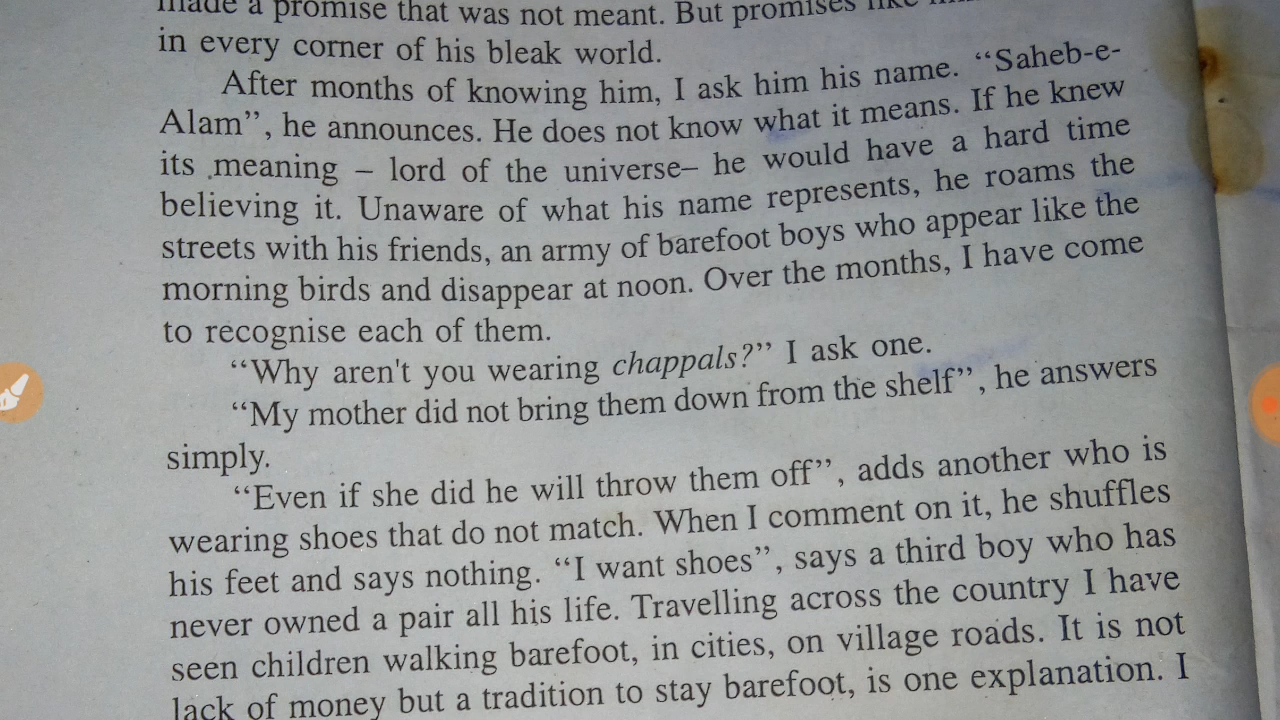 made a promise that was not meant. But promises like
in every corner of his bleak world.
After months of knowing him, I ask him his name. “Saheb-e-
Alam”, he announces. He does not know what it means. If he knew
its meaning – lord of the universe– he would have a hard time
believing it. Unaware of what his name represents, he roams the
streets with his friends, an army of barefoot boys who appear like the
morning birds and disappear at noon. Over the months, I have come
to recognise each of them.
“Why aren't you wearing chappals?” I ask one.
“My mother did not bring them down from the shelf”, he answers
simply.
“Even if she did he will throw them off”, adds another who is
wearing shoes that do not match. When I comment on it, he shuffles
his feet and says nothing. “I want shoes”, says a third boy who has
never owned a pair all his life. Travelling across the country I have
seen children walking barefoot, in cities, on village roads. It is not
lack of money but a tradition to stay barefoot, is one explanation. I